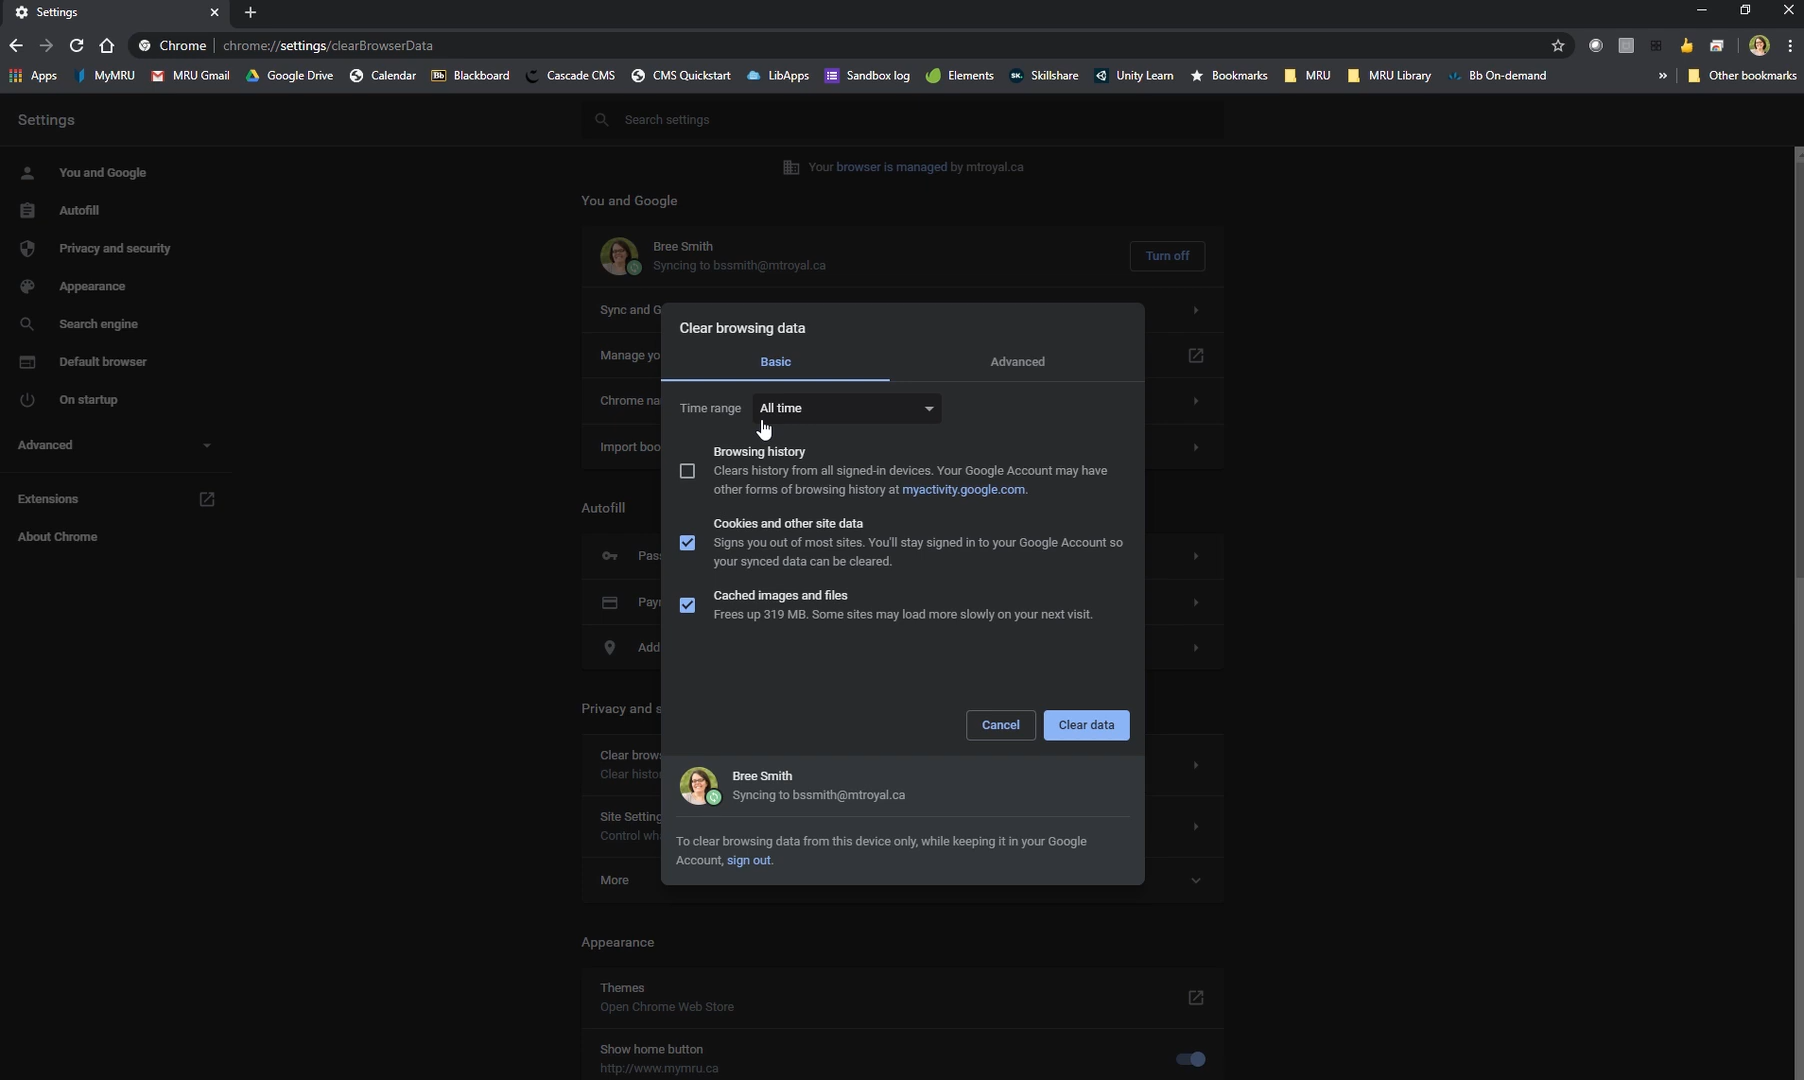 Settings
Chrome | chrome://settings/clearBrowserData
Apps MyMRU MRU Gmail Google Drive Calendar Blackboard Cascade CMS CMS Quickstart LibApps Sandbox log Elements Skillshare Unity Learn Bookmarks MRU MRU Library Bb On-demand » Other bookmarks
Settings
Search settings
You and Google
Autofill
Privacy and security
Appearance
Search engine
Default browser
On startup
Advanced
Extensions
About Chrome
Your browser is managed by mtroyal.ca
You and Google
Bree Smith
Syncing to bssmith@mtroyal.ca
Turn off
Sync and G
Manage yo
Chrome na
Import boo
Autofill
Pas
Pay
Add
Privacy and s
Clear brow
Clear histo
Site Setting
Control wh
More
Appearance
Themes
Open Chrome Web Store
Show home button
http://www.mymru.ca
Clear browsing data
Basic Advanced
Time range All time
Browsing history
Clears history from all signed-in devices. Your Google Account may have
other forms of browsing history at myactivity.google.com.
Cookies and other site data
Signs you out of most sites. You'll stay signed in to your Google Account so
your synced data can be cleared.
Cached images and files
Frees up 319 MB. Some sites may load more slowly on your next visit.
Cancel Clear data
Bree Smith
Syncing to bssmith@mtroyal.ca
To clear browsing data from this device only, while keeping it in your Google
Account, sign out.